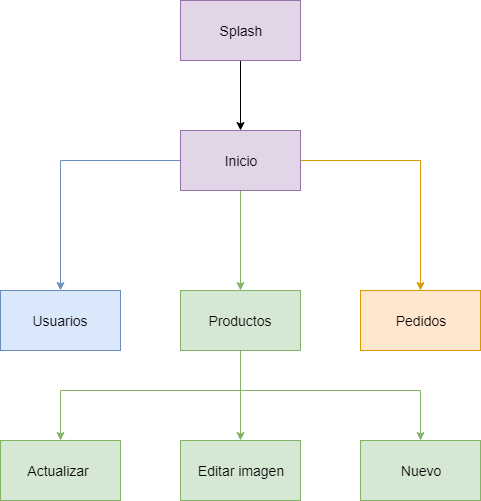 Splash
Inicio
Usuarios
Productos
Pedidos
Actualizar
Editar imagen
Nuevo